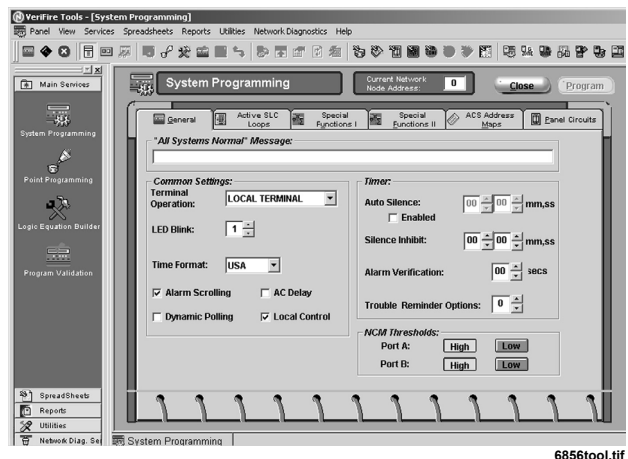 VeriFire Tools - [System Programming]
Panel View Services Spreadsheets Reports Utilities Network Diagnostics Help
Main Services
System Programming
Point Programming
Logic Equation Builder
Program Validation
SpreadSheets
Reports
Utilities
Network Diag. Ser
System Programming
Current Network Node Address: 0
Close
Program
General
Active SLC Loops
Special Functions I
Special Functions II
ACS Address Maps
Panel Circuits
"All Systems Normal" Message:
Common Settings:
Terminal Operation: LOCAL TERMINAL
LED Blink: 1
Time Format: USA
Alarm Scrolling AC Delay
Dynamic Polling Local Control
Timer:
Auto Silence: 00 00 mm,ss
Enabled
Silence Inhibit: 00 00 mm,ss
Alarm Verification: 00 secs
Trouble Reminder Options: 0
NCM Thresholds:
Port A: High Low
Port B: High Low
System Programming
6856tool.tif